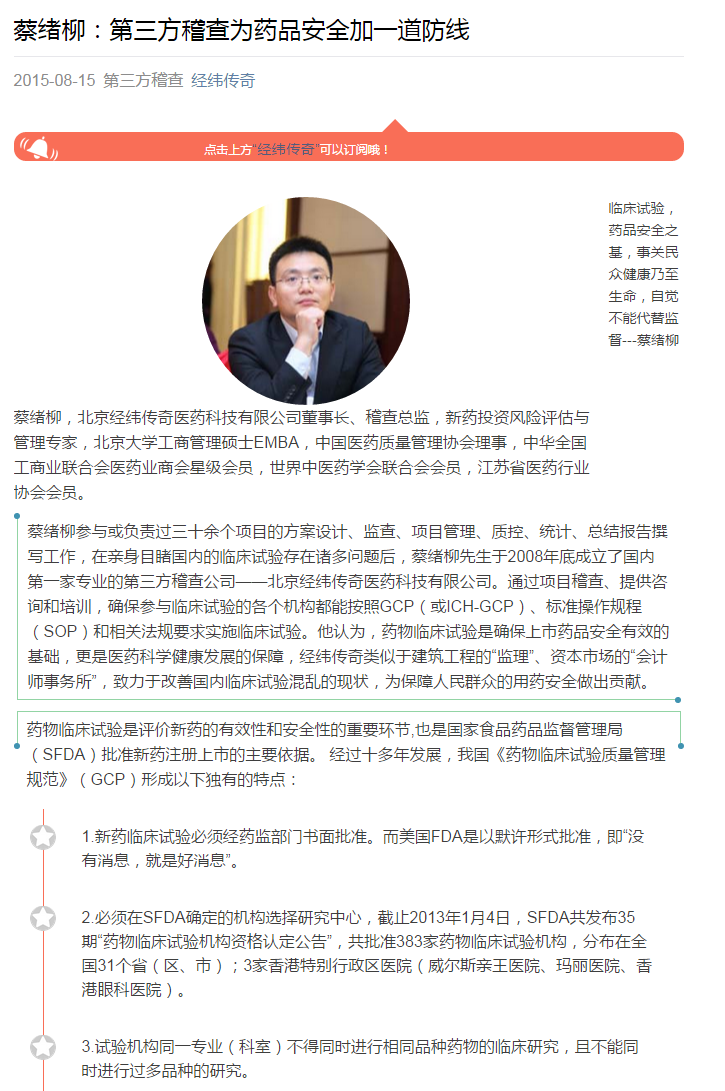 蔡绪柳：第三方稽查为药品安全加一道防线
2015-08-15 第三方稽查 经纬传奇
点击上方“经纬传奇”可以订阅哦！
临床试验，
药品安全之
基，事关民
众健康乃至
生命，自觉
不能代替监
督---蔡绪柳
蔡绪柳，北京经纬传奇医药科技有限公司董事长、稽查总监，新药投资风险评估与
管理专家，北京大学工商管理硕士EMBA，中国医药质量管理协会理事，中华全国
工商业联合会医药业商会星级会员，世界中医药学会联合会会员，江苏省医药行业
协会会员。
蔡绪柳参与或负责过三十余个项目的方案设计、监查、项目管理、质控、统计、总结报告撰
写工作，在亲身目睹国内的临床试验存在诸多问题后，蔡绪柳先生于2008年底成立了国内
第一家专业的第三方稽查公司——北京经纬传奇医药科技有限公司。通过项目稽查、提供咨
询和培训，确保参与临床试验的各个机构都能按照GCP（或ICH-GCP）、标准操作规程
（SOP）和相关法规要求实施临床试验。他认为，药物临床试验是确保上市药品安全有效的
基础，更是医药科学健康发展的保障，经纬传奇类似于建筑工程的“监理”、资本市场的“会计
师事务所”，致力于改善国内临床试验混乱的现状，为保障人民群众的用药安全做出贡献。
药物临床试验是评价新药的有效性和安全性的重要环节,也是国家食品药品监督管理局
（SFDA）批准新药注册上市的主要依据。 经过十多年发展，我国《药物临床试验质量管理
规范》（GCP）形成以下独有的特点：
1.新药临床试验必须经药监部门书面批准。而美国FDA是以默许形式批准，即“没
有消息，就是好消息”。
2.必须在SFDA确定的机构选择研究中心，截止2013年1月4日，SFDA共发布35
期“药物临床试验机构资格认定公告”，共批准383家药物临床试验机构，分布在全
国31个省（区、市）；3家香港特别行政区医院（威尔斯亲王医院、玛丽医院、香
港眼科医院）。
3.试验机构同一专业（科室）不得同时进行相同品种药物的临床研究，且不能同
时进行过多品种的研究。